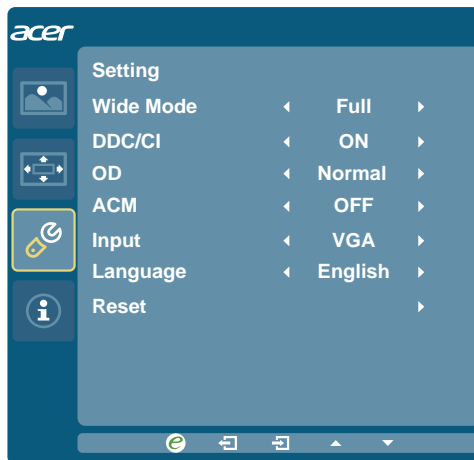 acer
Setting
Wide Mode Full
DDC/CI ON
OD Normal
ACM OFF
Input VGA
Language English
Reset
e